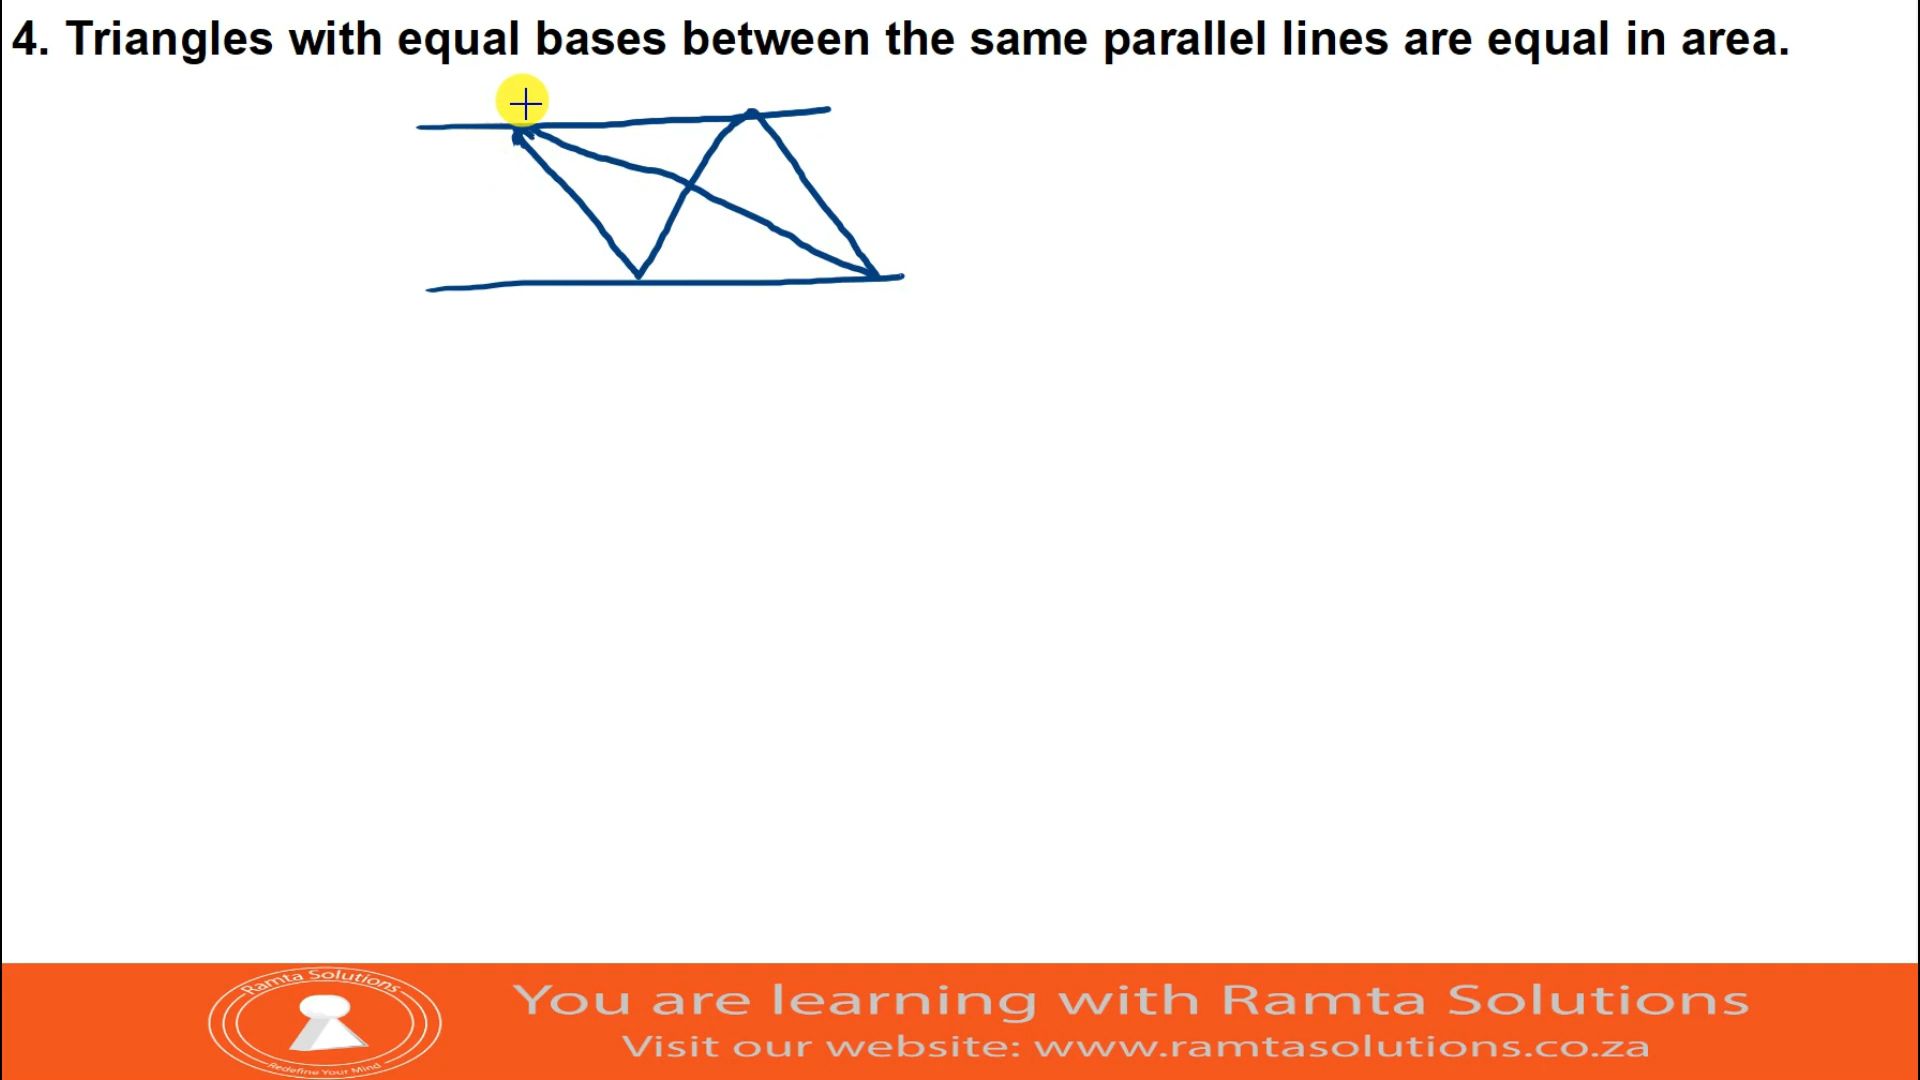 4. Triangles with equal bases between the same parallel lines are equal in area.
Ramta Solutions
Redefine Your Mind
You are learning with Ramta Solutions
Visit our website: www.ramtasolutions.co.za